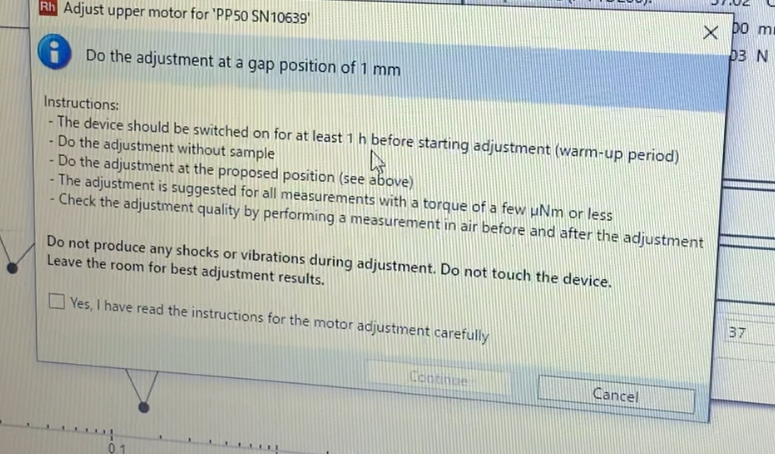 Rh Adjust upper motor for 'PP50 SN10639'
Do the adjustment at a gap position of 1 mm
Instructions:
- The device should be switched on for at least 1 h before starting adjustment (warm-up period)
- Do the adjustment without sample
- Do the adjustment at the proposed position (see above)
- The adjustment is suggested for all measurements with a torque of a few µNm or less
- Check the adjustment quality by performing a measurement in air before and after the adjustment
Do not produce any shocks or vibrations during adjustment. Do not touch the device.
Leave the room for best adjustment results.
Yes, I have read the instructions for the motor adjustment carefully
Continue
Cancel
03 N
37
0.1